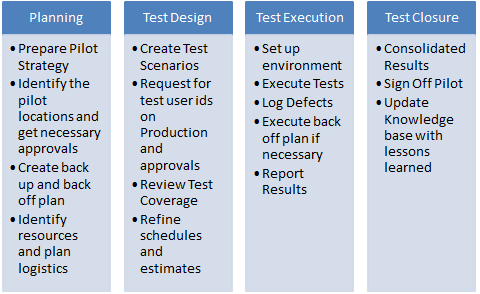 Planning
• Prepare Pilot
Strategy
• Identify the
pilot
locations and
get necessary
approvals
• Create back
up and back
off plan
• Identify
resources
and plan
logistics
Test Design
• Create Test
Scenarios
• Request for
test user ids
on
Production
and
approvals
• Review Test
Coverage
• Refine
schedules
and
estimates
Test Execution
• Set up
environment
• Execute Tests
• Log Defects
• Execute back
off plan if
necessary
• Report
Results
Test Closure
• Consolidated
Results
• Sign Off Pilot
• Update
Knowledge
base with
lessons
learned